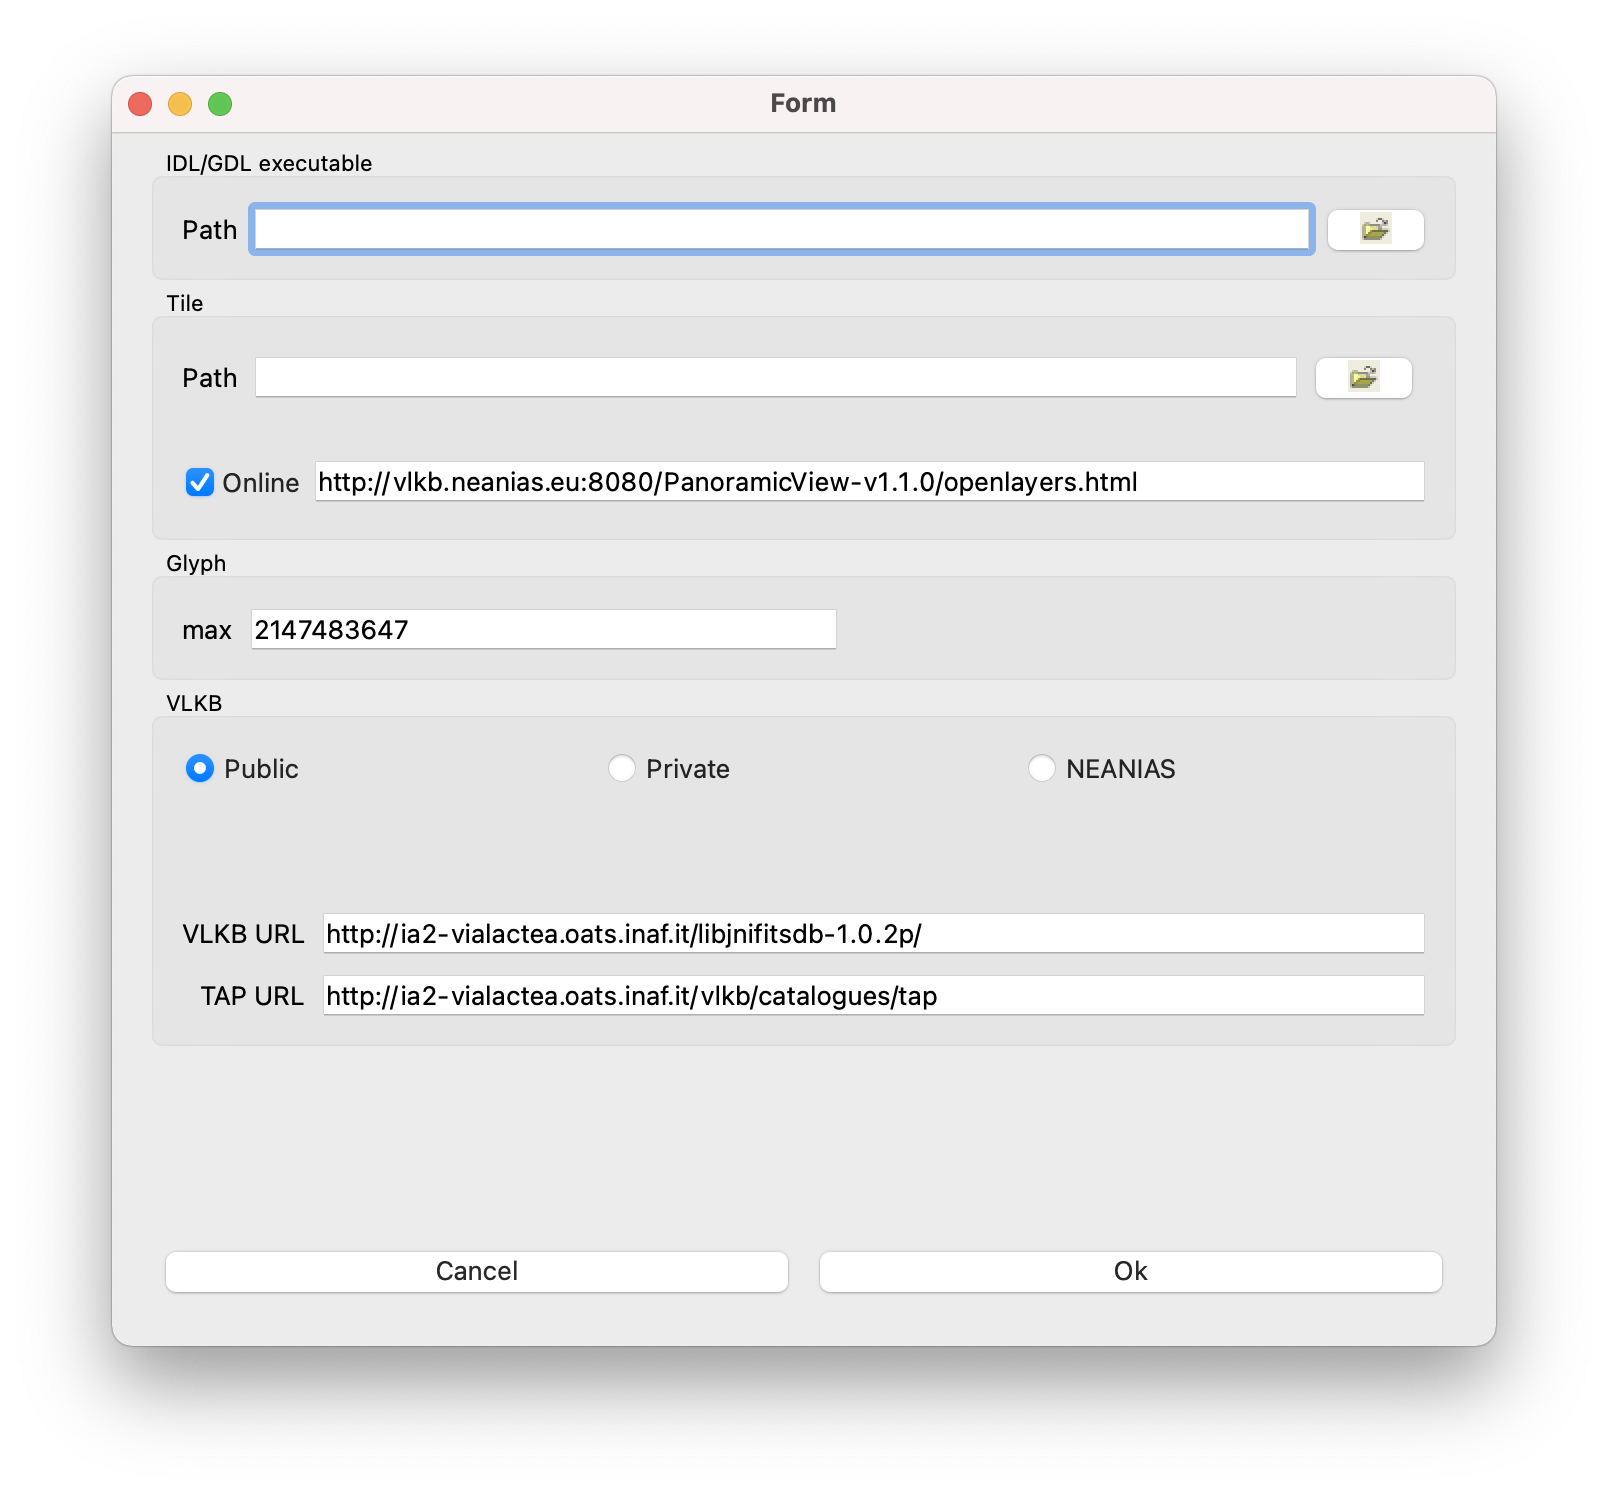 Form
IDL/GDL executable
Path
Tile
Path
Online http://vlkb.neanias.eu:8080/PanoramicView-v1.1.0/openlayers.html
Glyph
max 2147483647
VLKB
Public Private NEANIAS
VLKB URL http://ia2-vialactea.oats.inaf.it/libjnifitsdb-1.0.2p/
TAP URL http://ia2-vialactea.oats.inaf.it/vlkb/catalogues/tap
Cancel Ok